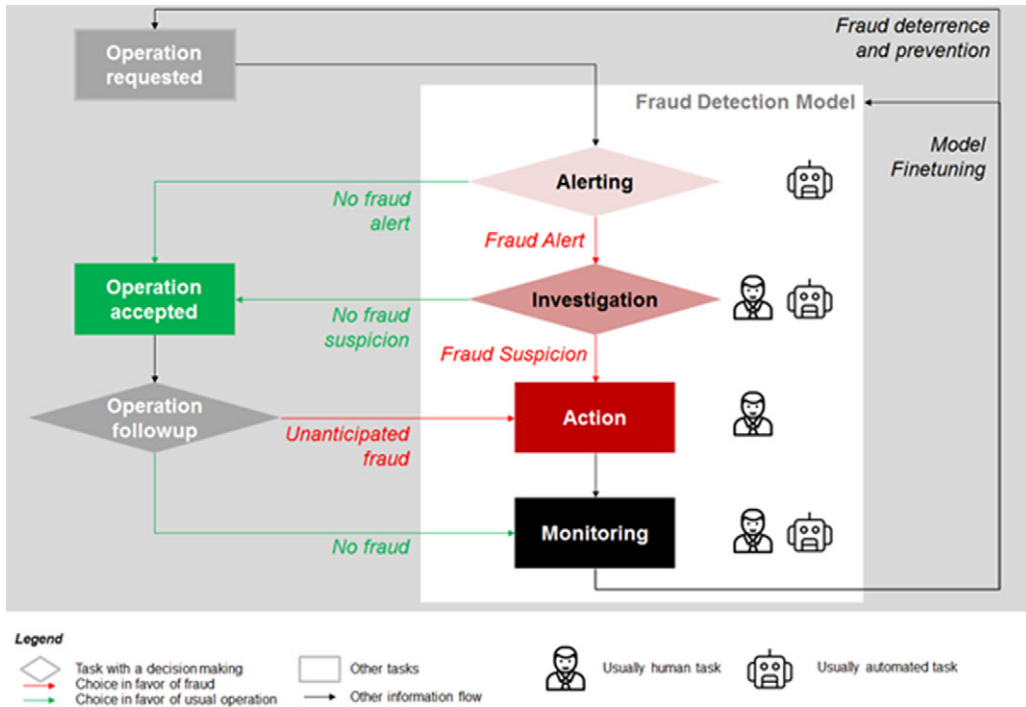 Operation
requested
Fraud deterrence
and prevention
Fraud Detection Model
Model
Finetuning
Alerting
No fraud
alert
Fraud Alert
Operation
accepted
Investigation
No fraud
suspicion
Fraud Suspicion
Operation
followup
Action
Unanticipated
fraud
Monitoring
No fraud
Legend
Task with a decision making
Choice in favor of fraud
Choice in favor of usual operation
Other tasks
Other information flow
Usually human task
Usually automated task